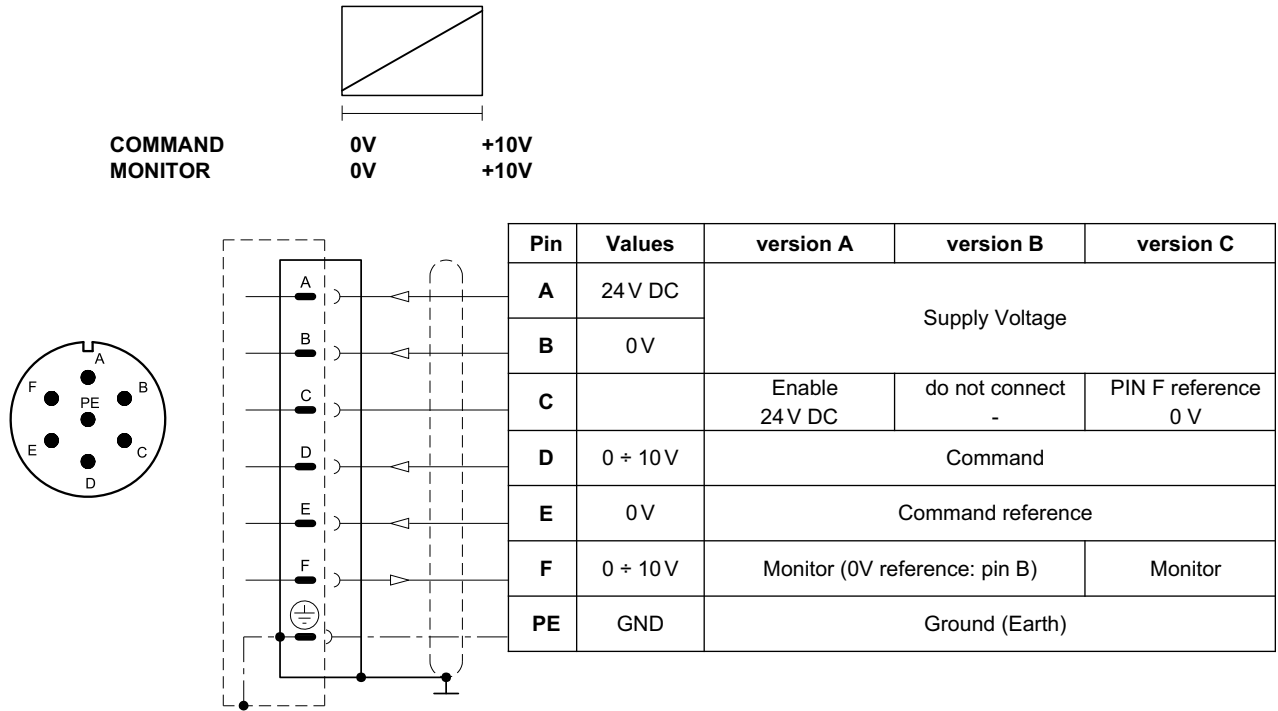 COMMAND 0V +10V
MONITOR 0V +10V
Pin Values version A version B version C
A 24 V DC Supply Voltage
B 0 V
C Enable 24 V DC do not connect - PIN F reference 0 V
D 0 ÷ 10 V Command
E 0 V Command reference
F 0 ÷ 10 V Monitor (0V reference: pin B) Monitor
PE GND Ground (Earth)
A
B
C
D
E
F
A
B
C
D
E
F
PE